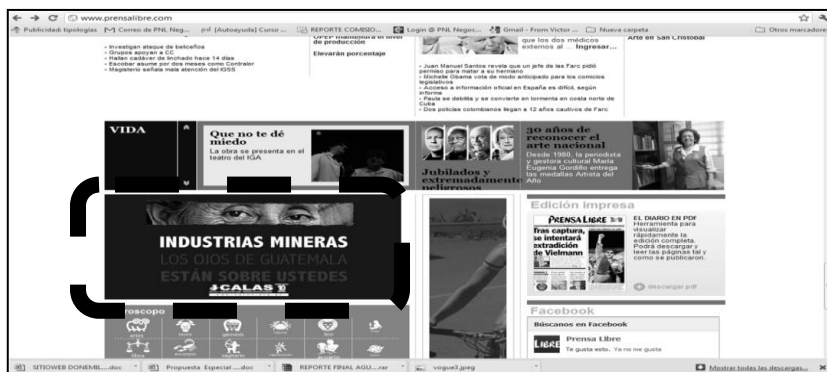 www.prensalibre.com
Publicidad: tipologías
Correo de PNL Neg...
(Autoayuda) Curso ...
REPORTE COMISIO...
Login @ PNL Negoc...
Gmail - From Victor ...
Nueva carpeta
Otros marcadores
de producción
Elevarán porcentaje
que los dos médicos
externos al ... Ingresar...
Arte en San Cristobal
- Investigan ataque de beliceños
- Grupos apoyan a CC
- Hallan cadáver de linchado hace 14 días
- Escobar asume por dos meses como Contralor
- Magisterio señala mala atención del IGSS
- Juan Manuel Santos revela que un jefe de las Farc pidió
permiso para matar a su hermano
- Michelle Obama vota de modo anticipado para los comicios
legislativos
- Acceso a información oficial en España es difícil, según
informe
- Paula se debilita y se convierte en tormenta en costa norte de
Cuba
- Dos policías colombianos llegan a 12 años cautivos de Farc
VIDA
Que no te dé
miedo
La obra se presenta en el
teatro del IGA
Jubilados y
extremadamente
peligrosos
30 años de
reconocer el
arte nacional
Desde 1980, la periodista
y gestora cultural María
Eugenia Gordillo entrega
las medallas Artista del
Año
INDUSTRIAS MINERAS
LOS OJOS DE GUATEMALA
ESTÁN SOBRE USTEDES
CALAS
Edición impresa
PRENSA LIBRE
Tras captura,
se intentará
extradición
de Vielmann
EL DIARIO EN PDF
Herramienta para
visualizar
rápidamente la
edición completa.
Podrá descargar y
leer las páginas tal y
como se publicaron.
descargar pdf
roscopo
aries
libra
Facebook
Búscanos en Facebook
LIBRE
Prensa Libre
Te gusta esto. Ya no me gusta
SITIOWEB DONEMIL....doc
Propuesta Especial ....doc
REPORTE FINAL AGU....rar
vogue3.jpeg
Mostrar todas las descargas...